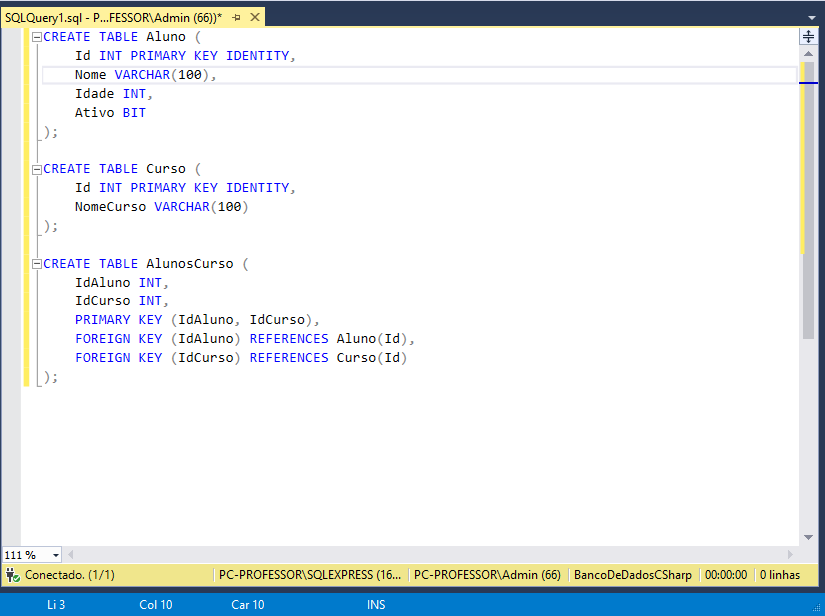 SQLQuery1.sql - P...FESSOR\Admin (66))*
CREATE TABLE Aluno (
    Id INT PRIMARY KEY IDENTITY,
    Nome VARCHAR(100),
    Idade INT,
    Ativo BIT
);
CREATE TABLE Curso (
    Id INT PRIMARY KEY IDENTITY,
    NomeCurso VARCHAR(100)
);
CREATE TABLE AlunosCurso (
    IdAluno INT,
    IdCurso INT,
    PRIMARY KEY (IdAluno, IdCurso),
    FOREIGN KEY (IdAluno) REFERENCES Aluno(Id),
    FOREIGN KEY (IdCurso) REFERENCES Curso(Id)
);
111 %
Conectado. (1/1) PC-PROFESSOR\SQLEXPRESS (16... PC-PROFESSOR\Admin (66) BancoDeDadosCSharp 00:00:00 0 linhas
Li 3 Col 10 Car 10 INS